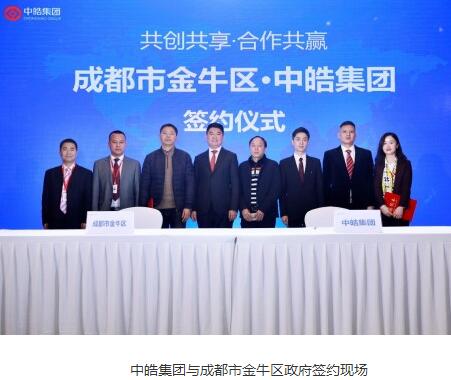 中皓集团
ZHONGHAO GROUP
共创共享·合作共赢
成都市金牛区·中皓集团
签约仪式
成都市金牛区
中皓集团
中皓集团与成都市金牛区政府签约现场